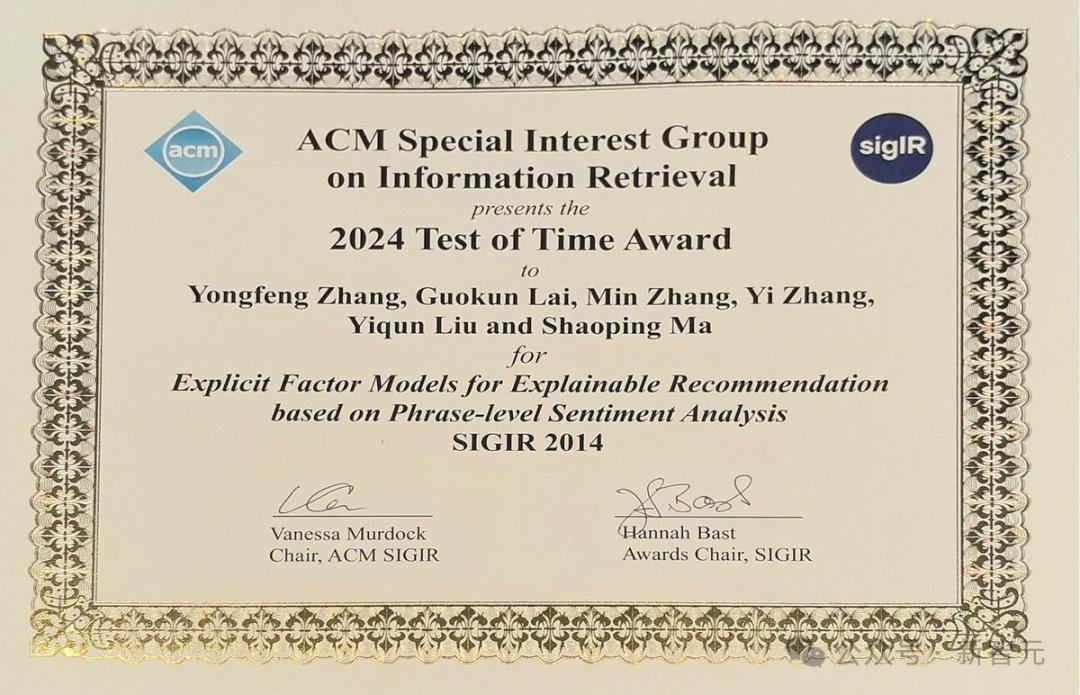 acm
sigIR
ACM Special Interest Group
on Information Retrieval
presents the
2024 Test of Time Award
to
Yongfeng Zhang, Guokun Lai, Min Zhang, Yi Zhang,
Yiqun Liu and Shaoping Ma
for
Explicit Factor Models for Explainable Recommendation
based on Phrase-level Sentiment Analysis
SIGIR 2014
Vanessa Murdock
Chair, ACM SIGIR
H Bast
Hannah Bast
Awards Chair, SIGIR
公众号 · 新智元